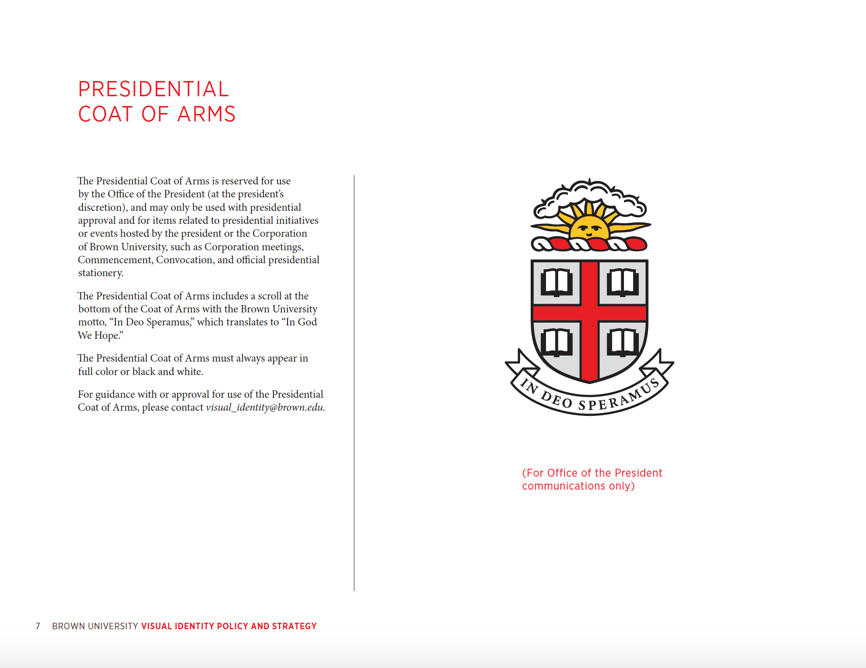 PRESIDENTIAL
COAT OF ARMS
The Presidential Coat of Arms is reserved for use
by the Office of the President (at the president’s
discretion), and may only be used with presidential
approval and for items related to presidential initiatives
or events hosted by the president or the Corporation
of Brown University, such as Corporation meetings,
Commencement, Convocation, and official presidential
stationery.
The Presidential Coat of Arms includes a scroll at the
bottom of the Coat of Arms with the Brown University
motto, “In Deo Speramus,” which translates to “In God
We Hope.”
The Presidential Coat of Arms must always appear in
full color or black and white.
For guidance with or approval for use of the Presidential
Coat of Arms, please contact visual_identity@brown.edu.
IN DEO SPERAMUS
(For Office of the President
communications only)
7 BROWN UNIVERSITY VISUAL IDENTITY POLICY AND STRATEGY